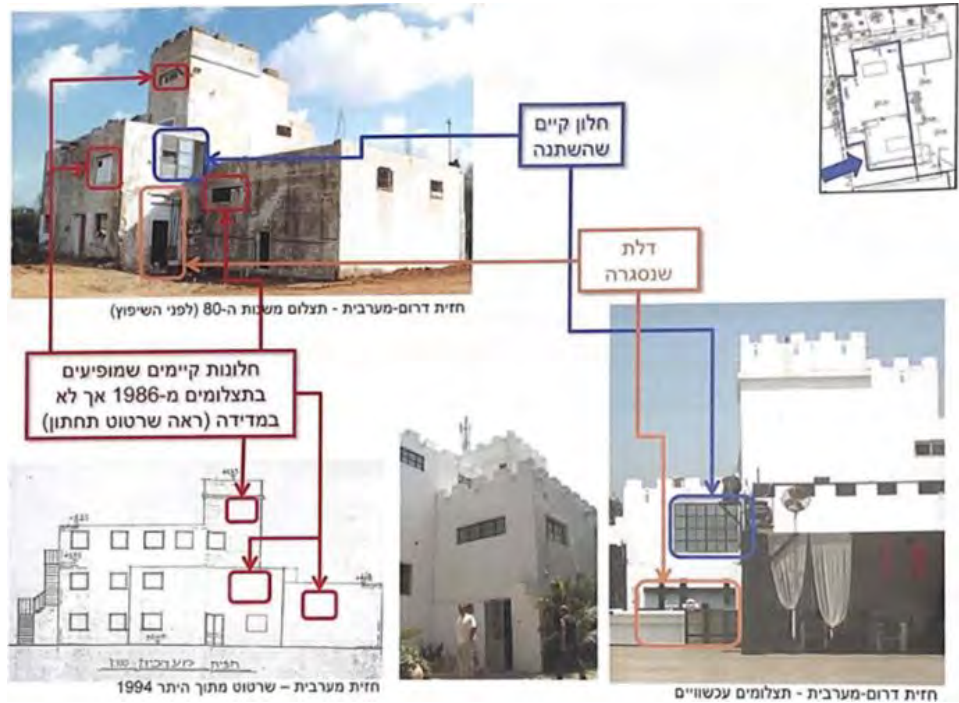 חלון קיים
שהשתנה
דלת
שנסגרה
חזית דרום-מערבית - תצלום משנות ה-80 (לפני השיפוץ)
חלונות קיימים שמופיעים
בתצלומים מ-1986 אך לא
במדידה (ראה שרטוט תחתון)
חזית
חזית מערבית – שרטוט מתוך היתר 1994
חזית דרום-מערבית - תצלומים עכשוויים